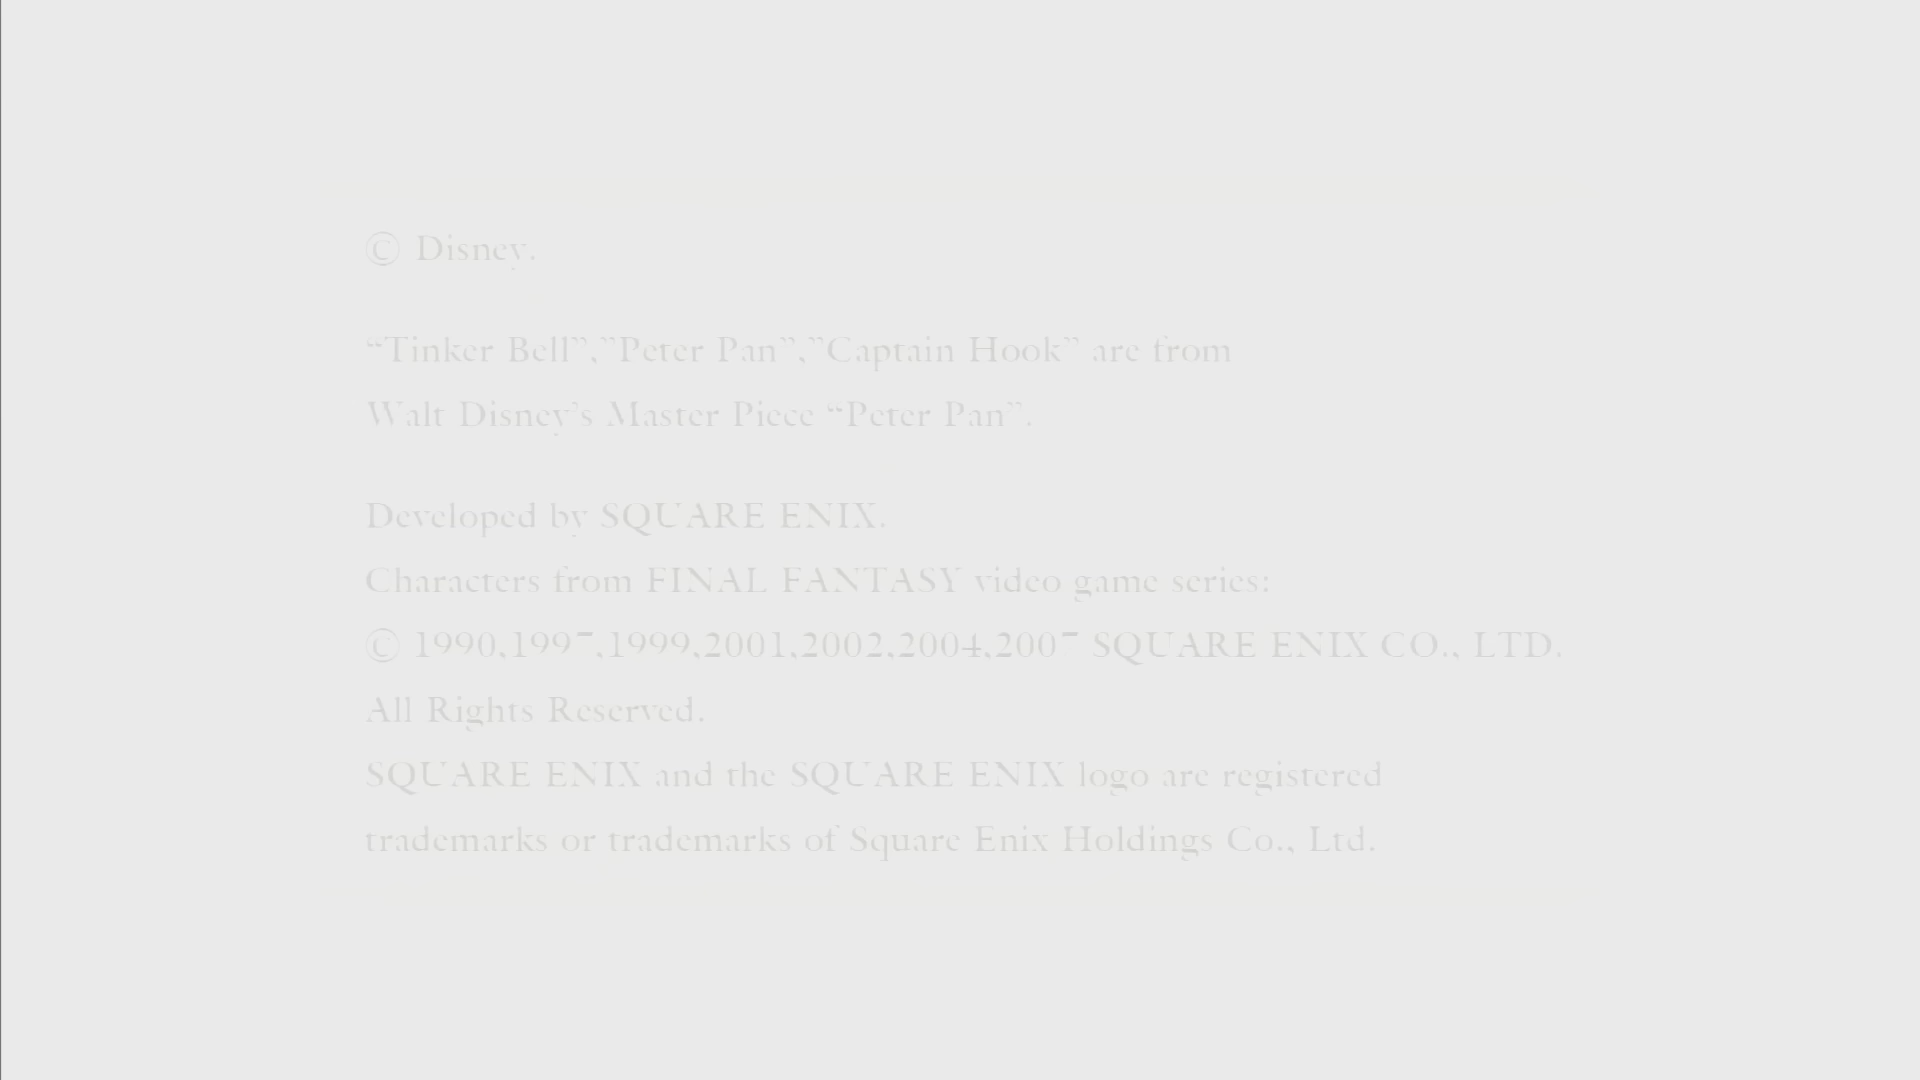 © Disney.
“Tinker Bell”,”Peter Pan”,”Captain Hook” are from
Walt Disney’s Master Piece “Peter Pan”.
Developed by SQUARE ENIX.
Characters from FINAL FANTASY video game series:
© 1990,1997,1999,2001,2002,2004,2007 SQUARE ENIX CO., LTD.
All Rights Reserved.
SQUARE ENIX and the SQUARE ENIX logo are registered
trademarks or trademarks of Square Enix Holdings Co., Ltd.